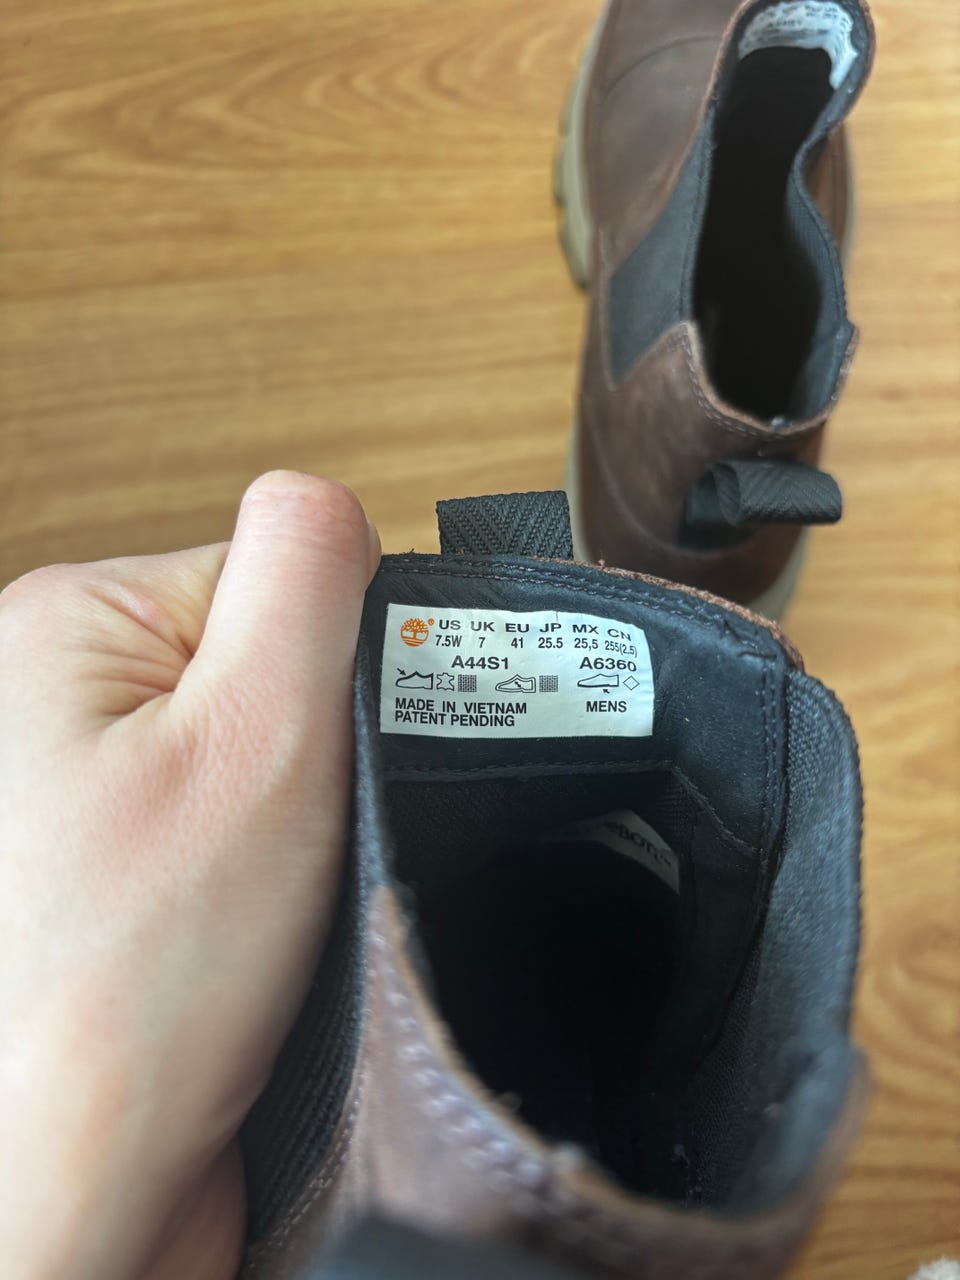 ® US UK EU JP MX CN
7.5W 7 41 25.5 25,5 255(2.5)
A44S1 A6360
MADE IN VIETNAM MENS
PATENT PENDING